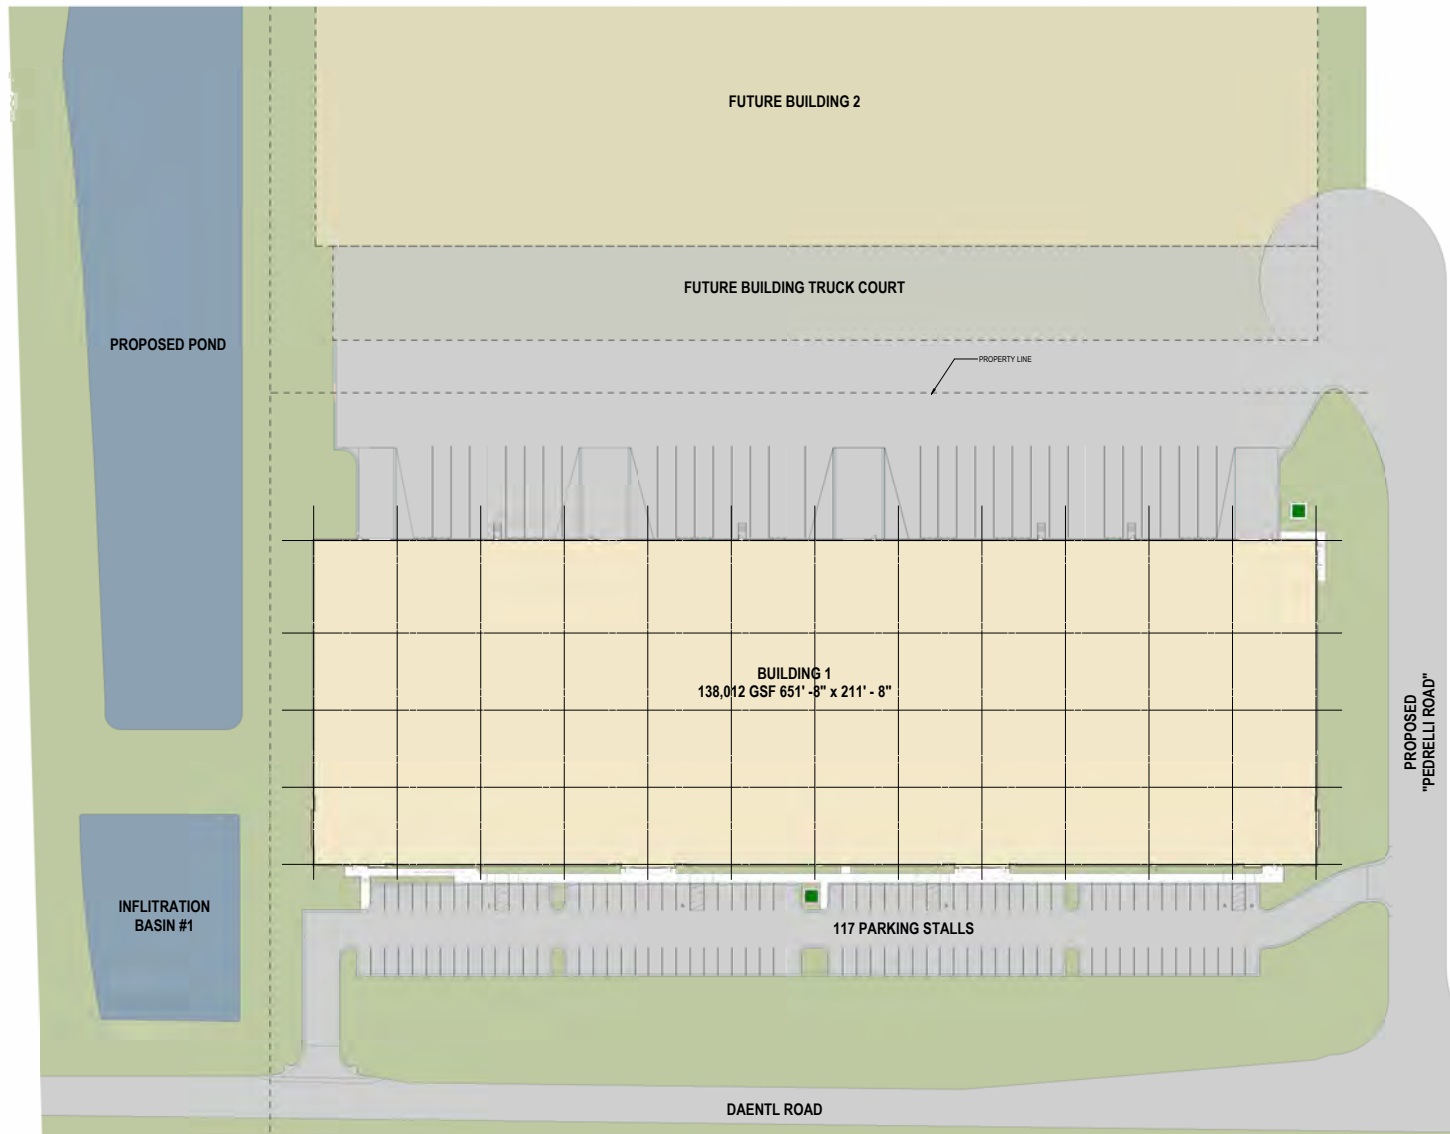 FUTURE BUILDING 2
FUTURE BUILDING TRUCK COURT
PROPOSED POND
PROPERTY LINE
BUILDING 1
138,012 GSF 651' -8" x 211' - 8"
PROPOSED
"PEDRELLI ROAD"
INFLITRATION
BASIN #1
117 PARKING STALLS
DAENTL ROAD